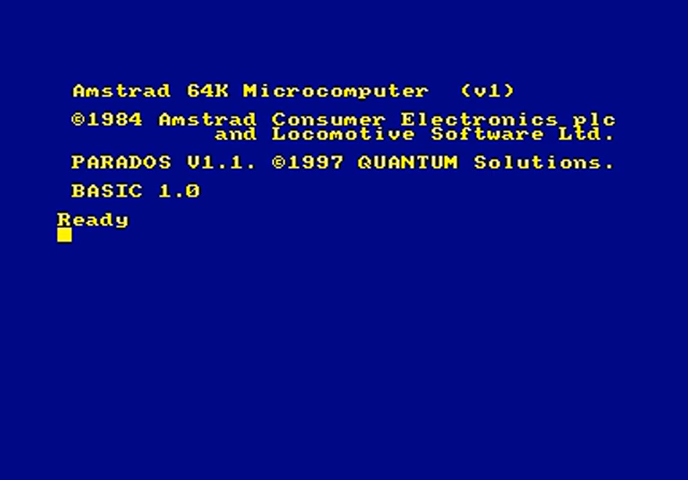 Amstrad 64K Microcomputer (v1)
©1984 Amstrad Consumer Electronics plc
and Locomotive Software Ltd.
PARADOS V1.1. ©1997 QUANTUM Solutions.
BASIC 1.0
Ready